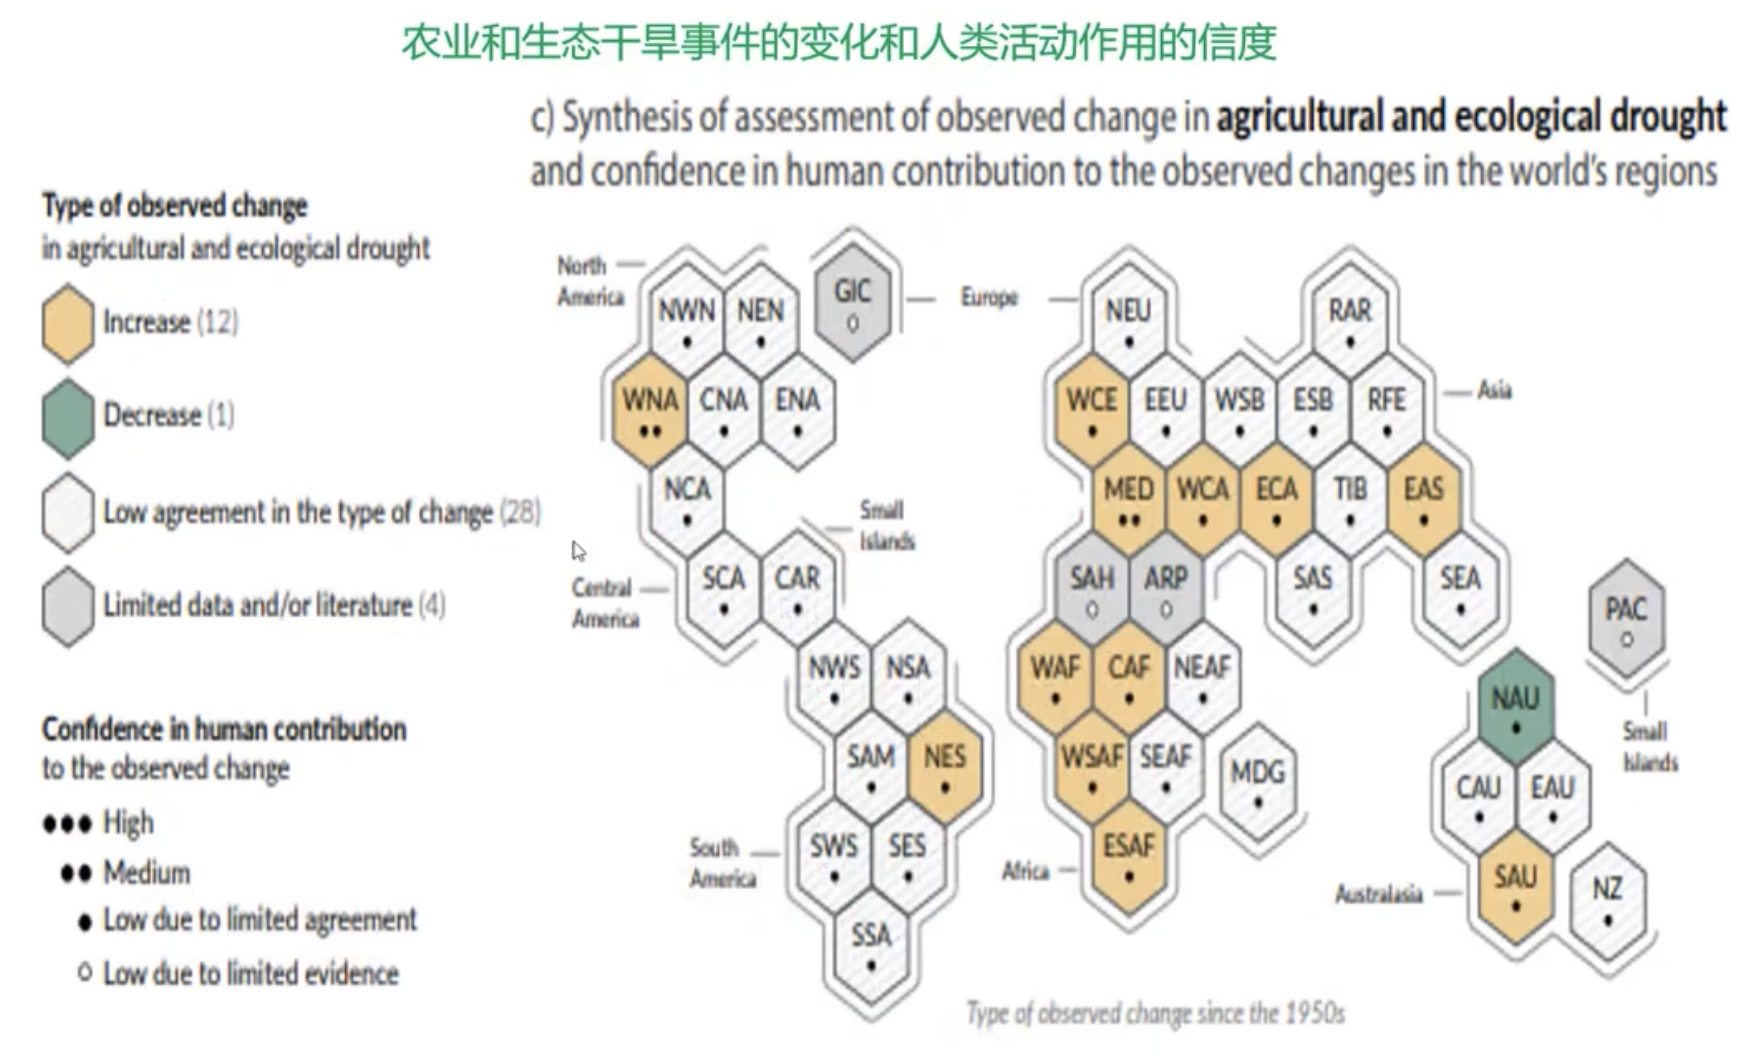 农业和生态干旱事件的变化和人类活动作用的信度
c) Synthesis of assessment of observed change in agricultural and ecological drought
and confidence in human contribution to the observed changes in the world's regions
Type of observed change
in agricultural and ecological drought
Increase (12)
Decrease (1)
Low agreement in the type of change (28)
Limited data and/or literature (4)
Confidence in human contribution
to the observed change
High
Medium
Low due to limited agreement
Low due to limited evidence
North
America
NWN
NEN
GIC
Europe
NEU
RAR
WNA
CNA
ENA
WCE
EEU
WSB
ESB
RFE
Asia
NCA
MED
WCA
ECA
TIB
EAS
Small
Islands
Central
America
SCA
CAR
SAH
ARP
SAS
SEA
PAC
NWS
NSA
WAF
CAF
NEAF
NAU
Small
Islands
SAM
NES
WSAF
SEAF
MDG
CAU
EAU
South
America
SWS
SES
Africa
ESAF
Australasia
SAU
NZ
SSA
Type of observed change since the 1950s